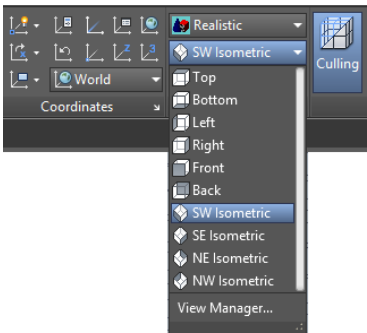 Realistic
SW Isometric
Culling
World
Coordinates
Top
Bottom
Left
Right
Front
Back
SW Isometric
SE Isometric
NE Isometric
NW Isometric
View Manager...